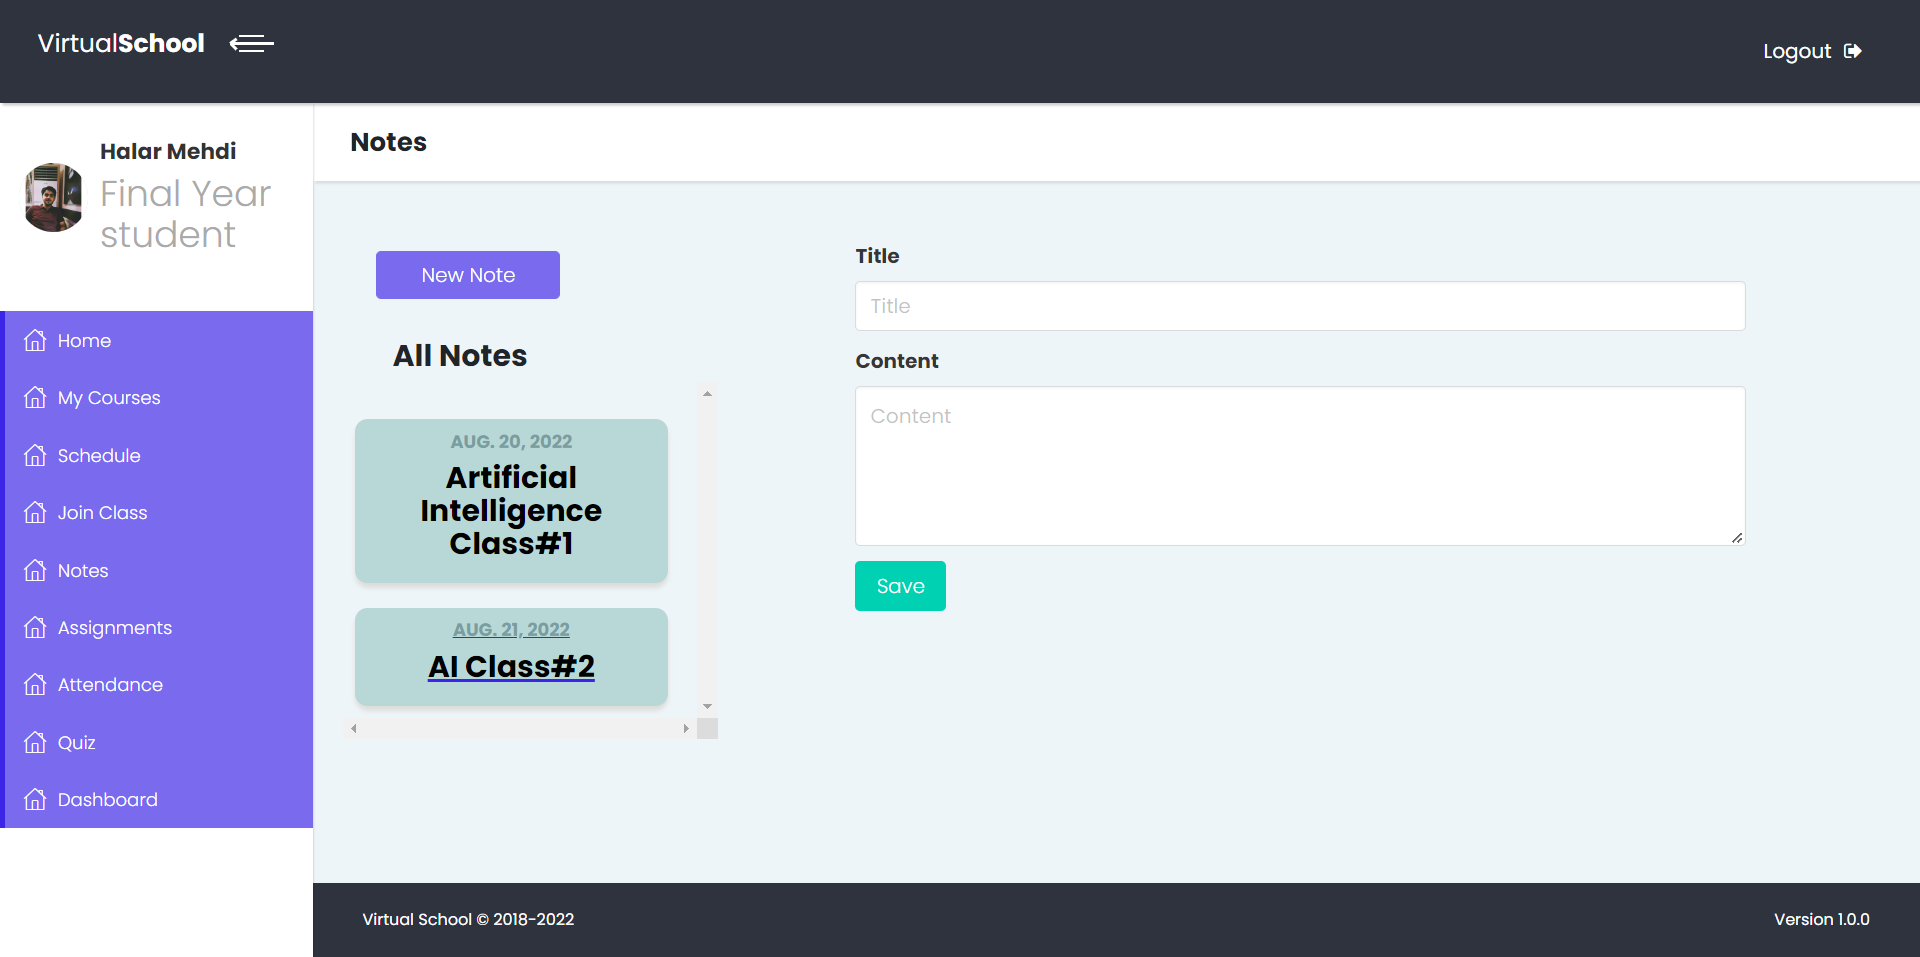 VirtualSchool
Logout
Halar Mehdi
Final Year
student
Home
My Courses
Schedule
Join Class
Notes
Assignments
Attendance
Quiz
Dashboard
Notes
New Note
All Notes
AUG. 20, 2022
Artificial
Intelligence
Class#1
AUG. 21, 2022
AI Class#2
Title
Title
Content
Content
Save
Virtual School © 2018-2022
Version 1.0.0